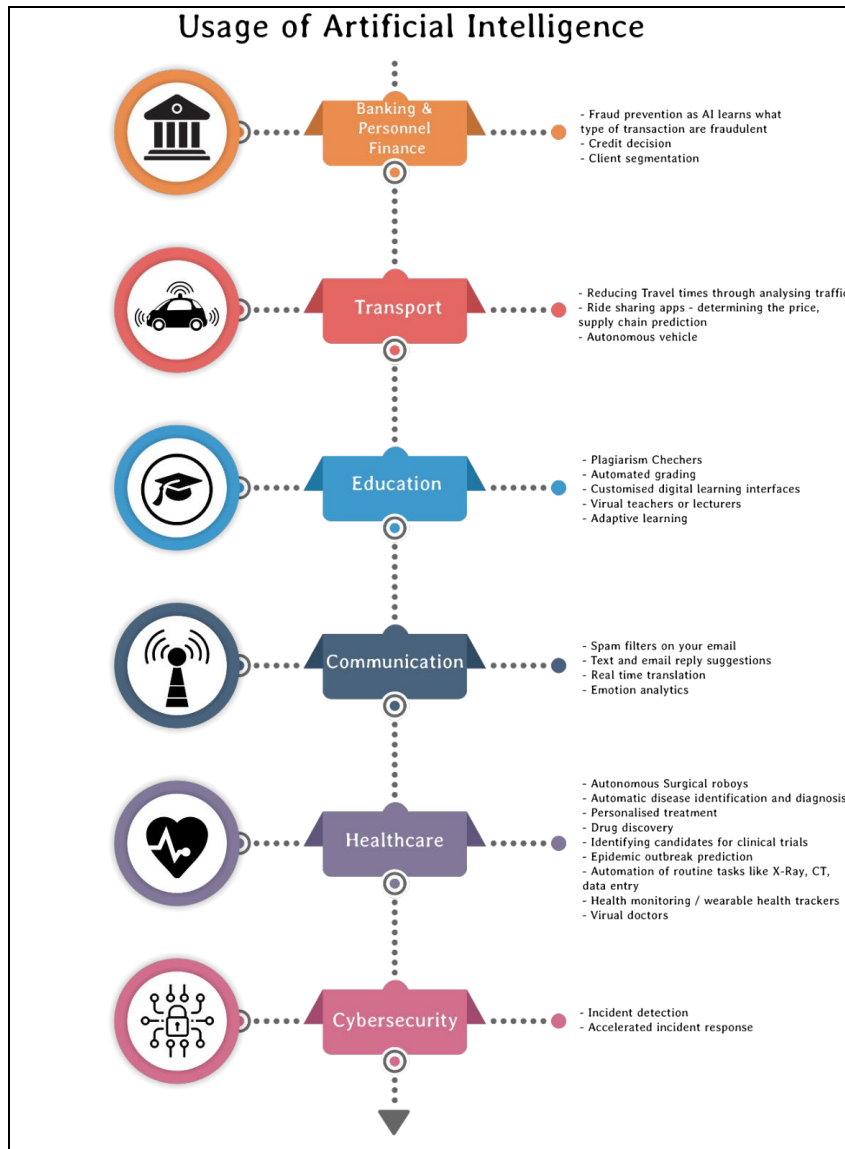 Usage of Artificial Intelligence
Banking &
Personnel
Finance
- Fraud prevention as AI learns what
type of transaction are fraudulent
- Credit decision
- Client segmentation
Transport
- Reducing Travel times through analysing traffic
- Ride sharing apps - determining the price,
supply chain prediction
- Autonomous vehicle
Education
- Plagiarism Chechers
- Automated grading
- Customised digital learning interfaces
- Virual teachers or lecturers
- Adaptive learning
Communication
- Spam filters on your email
- Text and email reply suggestions
- Real time translation
- Emotion analytics
Healthcare
- Autonomous Surgical roboys
- Automatic disease identification and diagnosis
- Personalised treatment
- Drug discovery
- Identifying candidates for clinical trials
- Epidemic outbreak prediction
- Automation of routine tasks like X-Ray, CT,
data entry
- Health monitoring / wearable health trackers
- Virual doctors
Cybersecurity
- Incident detection
- Accelerated incident response